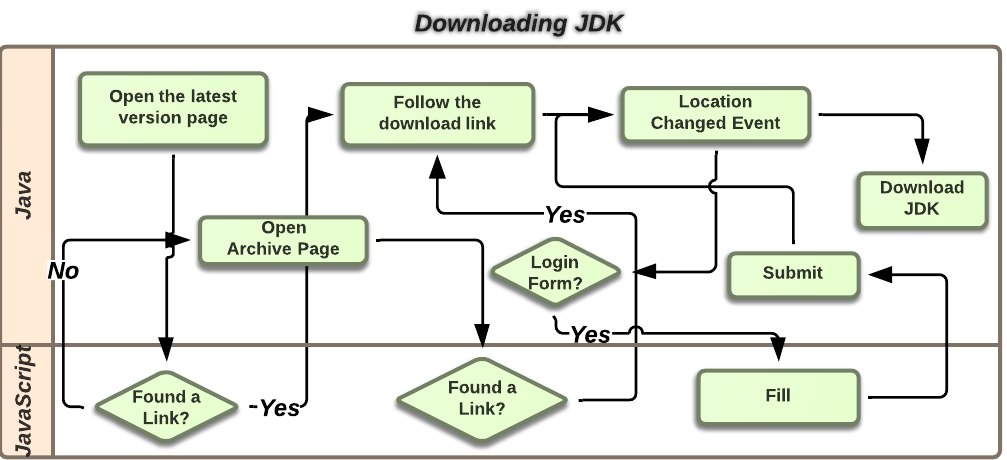 Downloading JDK
Java
Open the latest
version page
Follow the
download link
Location
Changed Event
Download
JDK
Open
Archive Page
Yes
No
Login
Form?
Submit
Yes
JavaScript
Found a
Link?
Yes
Found a
Link?
Fill